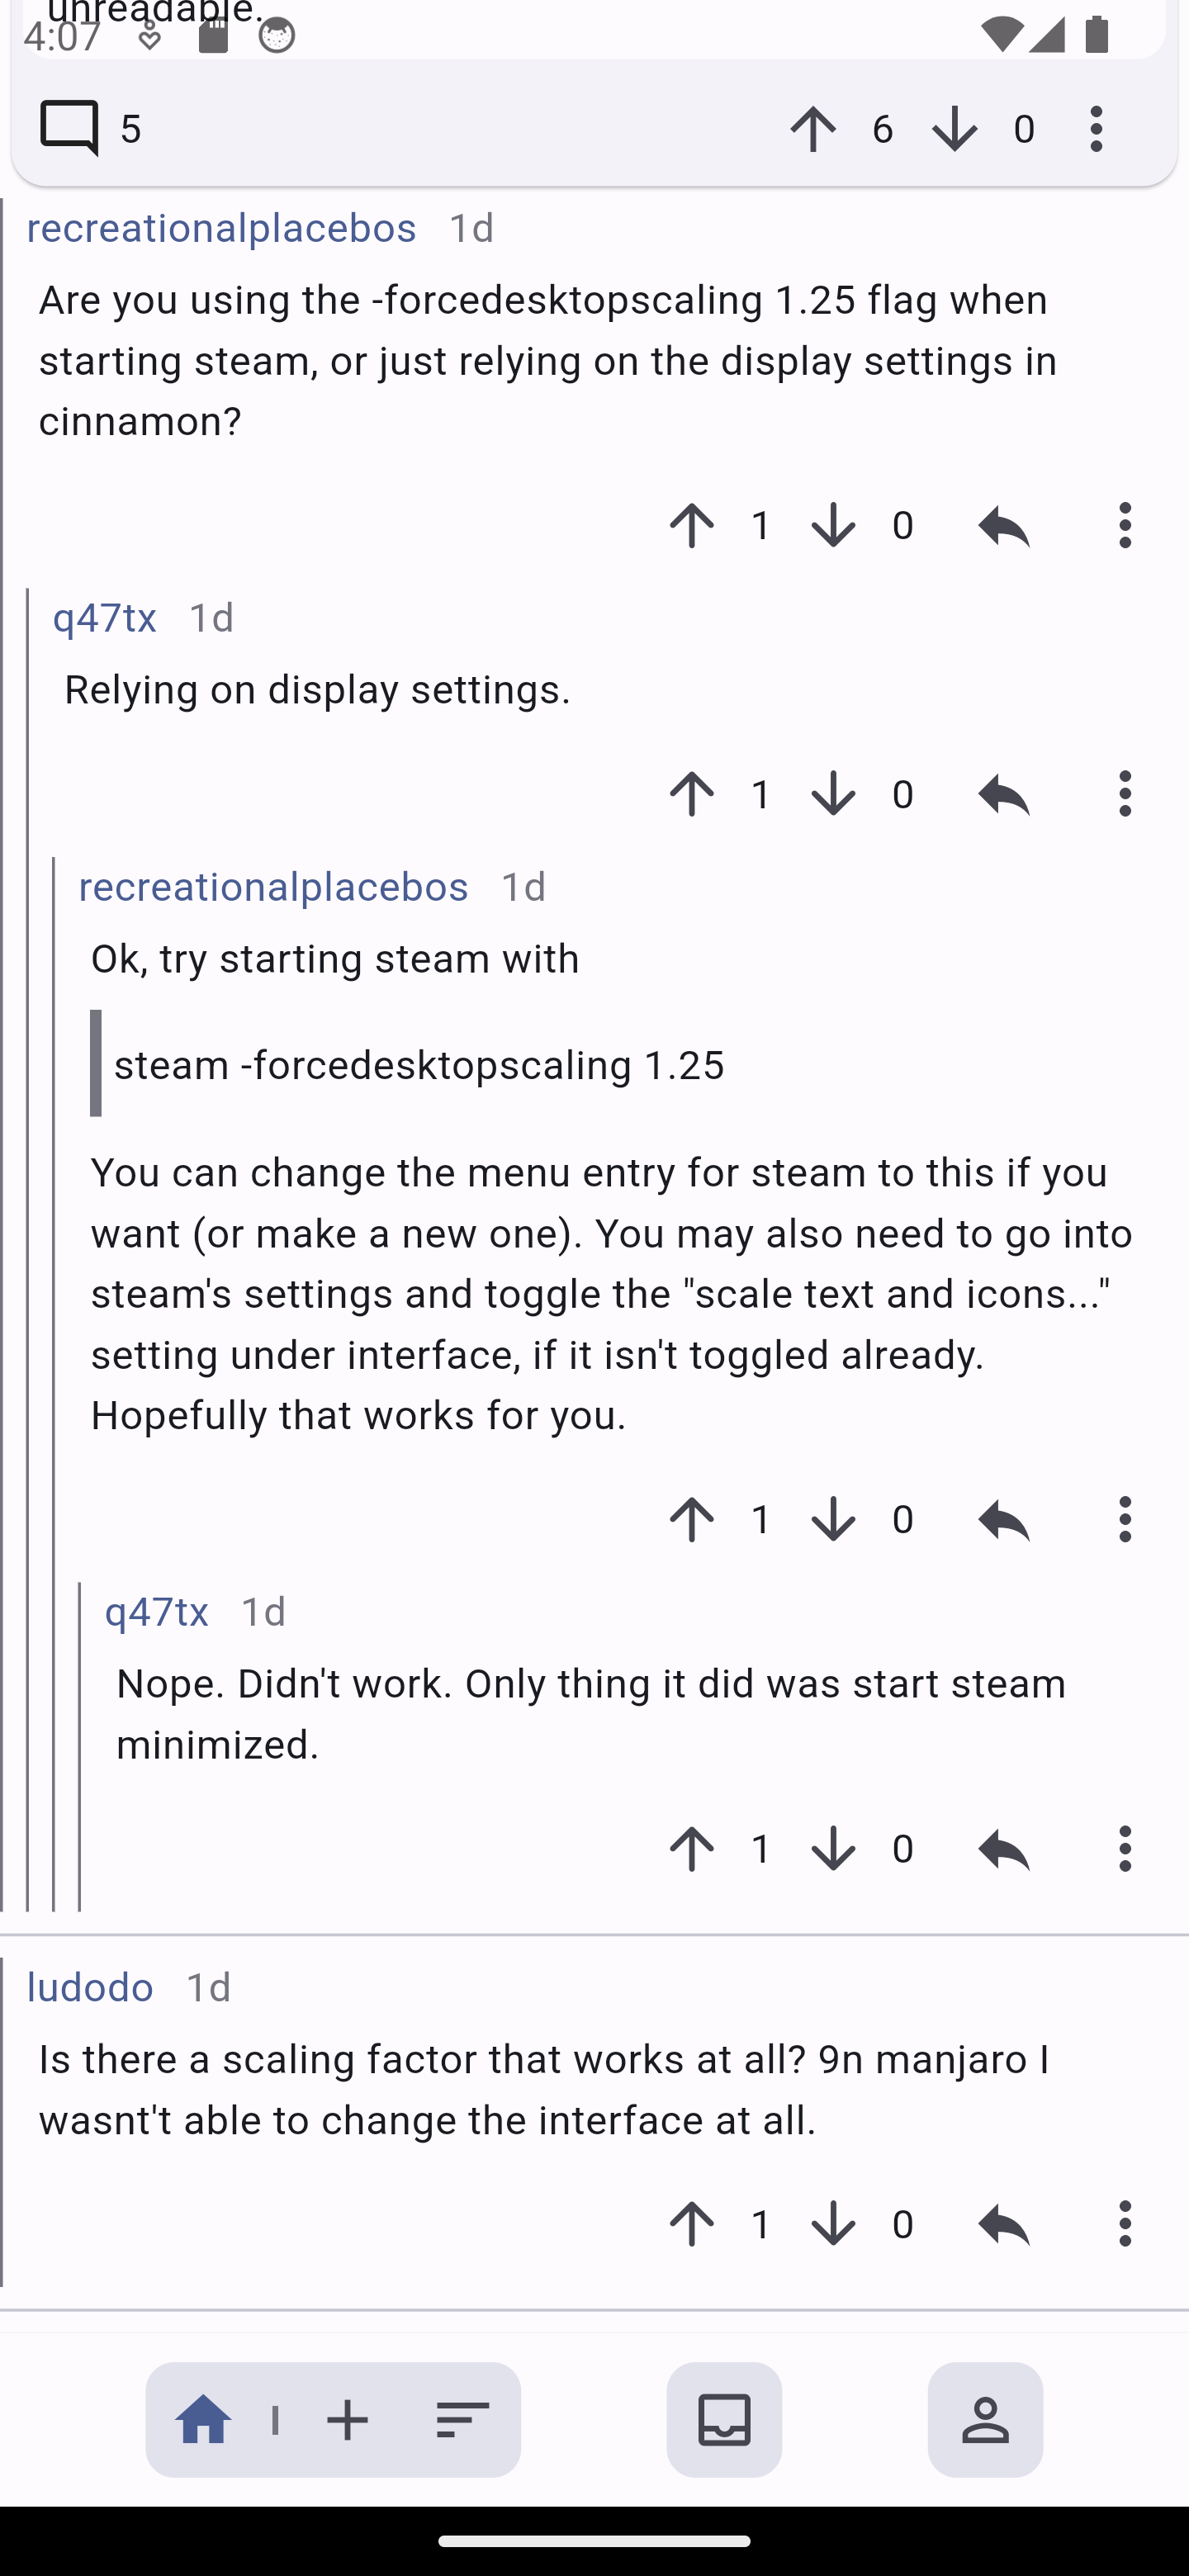 unreadable.
4:07
5
6
0
recreationalplacebos 1d
Are you using the -forcedesktopscaling 1.25 flag when
starting steam, or just relying on the display settings in
cinnamon?
1 0
q47tx 1d
Relying on display settings.
1 0
recreationalplacebos 1d
Ok, try starting steam with
steam -forcedesktopscaling 1.25
You can change the menu entry for steam to this if you
want (or make a new one). You may also need to go into
steam's settings and toggle the "scale text and icons..."
setting under interface, if it isn't toggled already.
Hopefully that works for you.
1 0
q47tx 1d
Nope. Didn't work. Only thing it did was start steam
minimized.
1 0
ludodo 1d
Is there a scaling factor that works at all? 9n manjaro I
wasnt't able to change the interface at all.
1 0